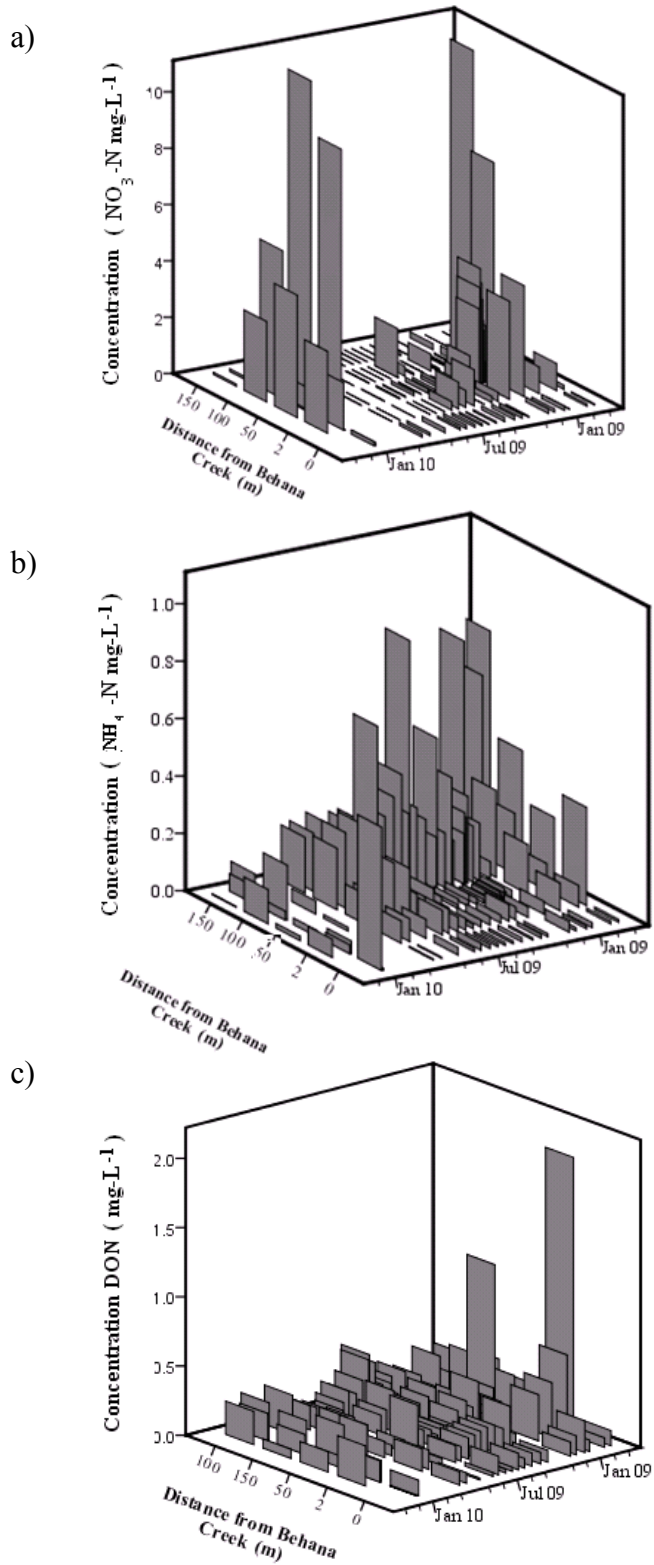 a)
Concentration ( NO3 -N mg-L-1 )
10
8
6
4
2
0
150 100 50 2 0
Distance from Behana
Creek (m)
Jan 10 Jul 09 Jan 09
b)
Concentration ( NH4 -N mg-L-1 )
1.0
0.8
0.6
0.4
0.2
0.0
150 100 50 2 0
Distance from Behana
Creek (m)
Jan 10 Jul 09 Jan 09
c)
Concentration DON ( mg-L-1 )
2.0
1.5
1.0
0.5
0.0
100 150 50 2 0
Distance from Behana
Creek (m)
Jan 10 Jul 09 Jan 09